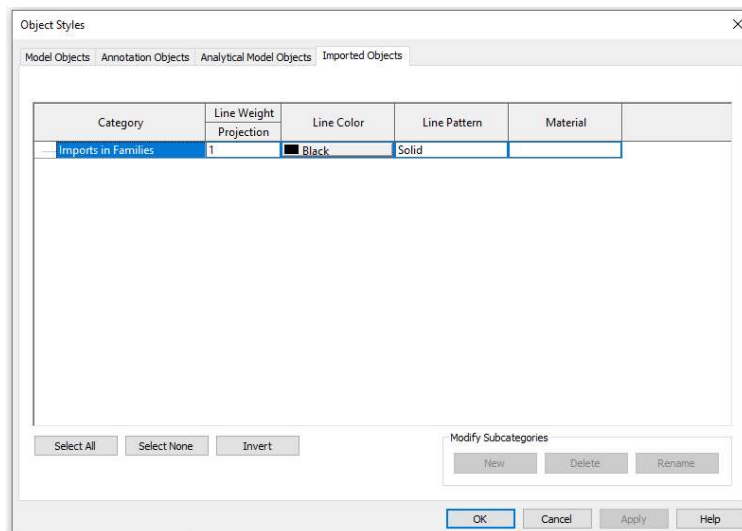 Object Styles
Model Objects Annotation Objects Analytical Model Objects Imported Objects
Category
Line Weight
Projection
Line Color
Line Pattern
Material
Imports in Families 1 Black Solid
Select All Select None Invert
Modify Subcategories
New Delete Rename
OK Cancel Apply Help